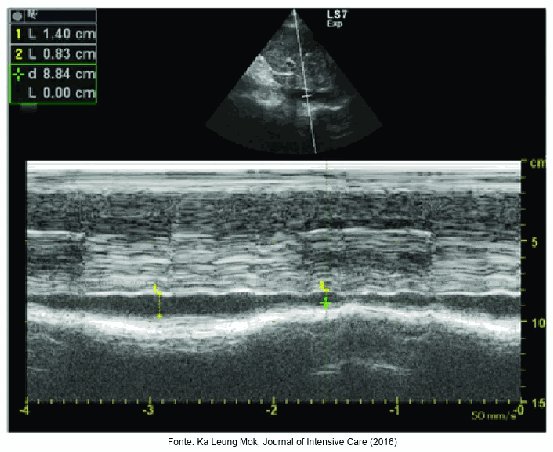 LS7
Exp
1 L 1.40 cm
2 L 0.83 cm
d 8.84 cm
L 0.00 cm
cm
5
10
15
-4
-3
-2
-1
-0
50 mm/s
Fonte: Ka Leung Mok. Journal of Intensive Care (2016)